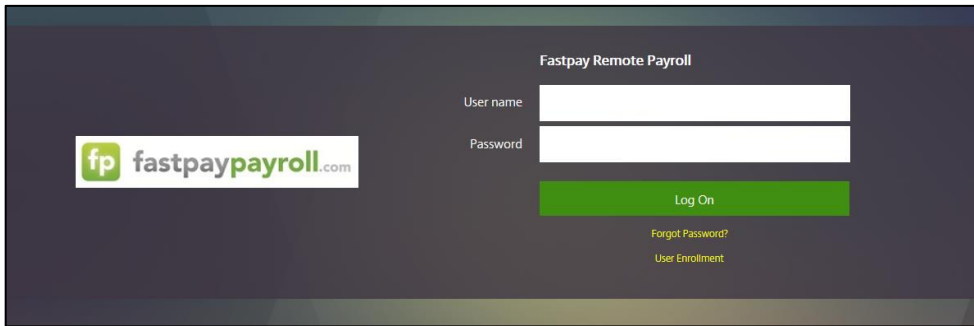 Fastpay Remote Payroll
User name
Password
fp fastpaypayroll.com
Log On
Forgot Password?
User Enrollment